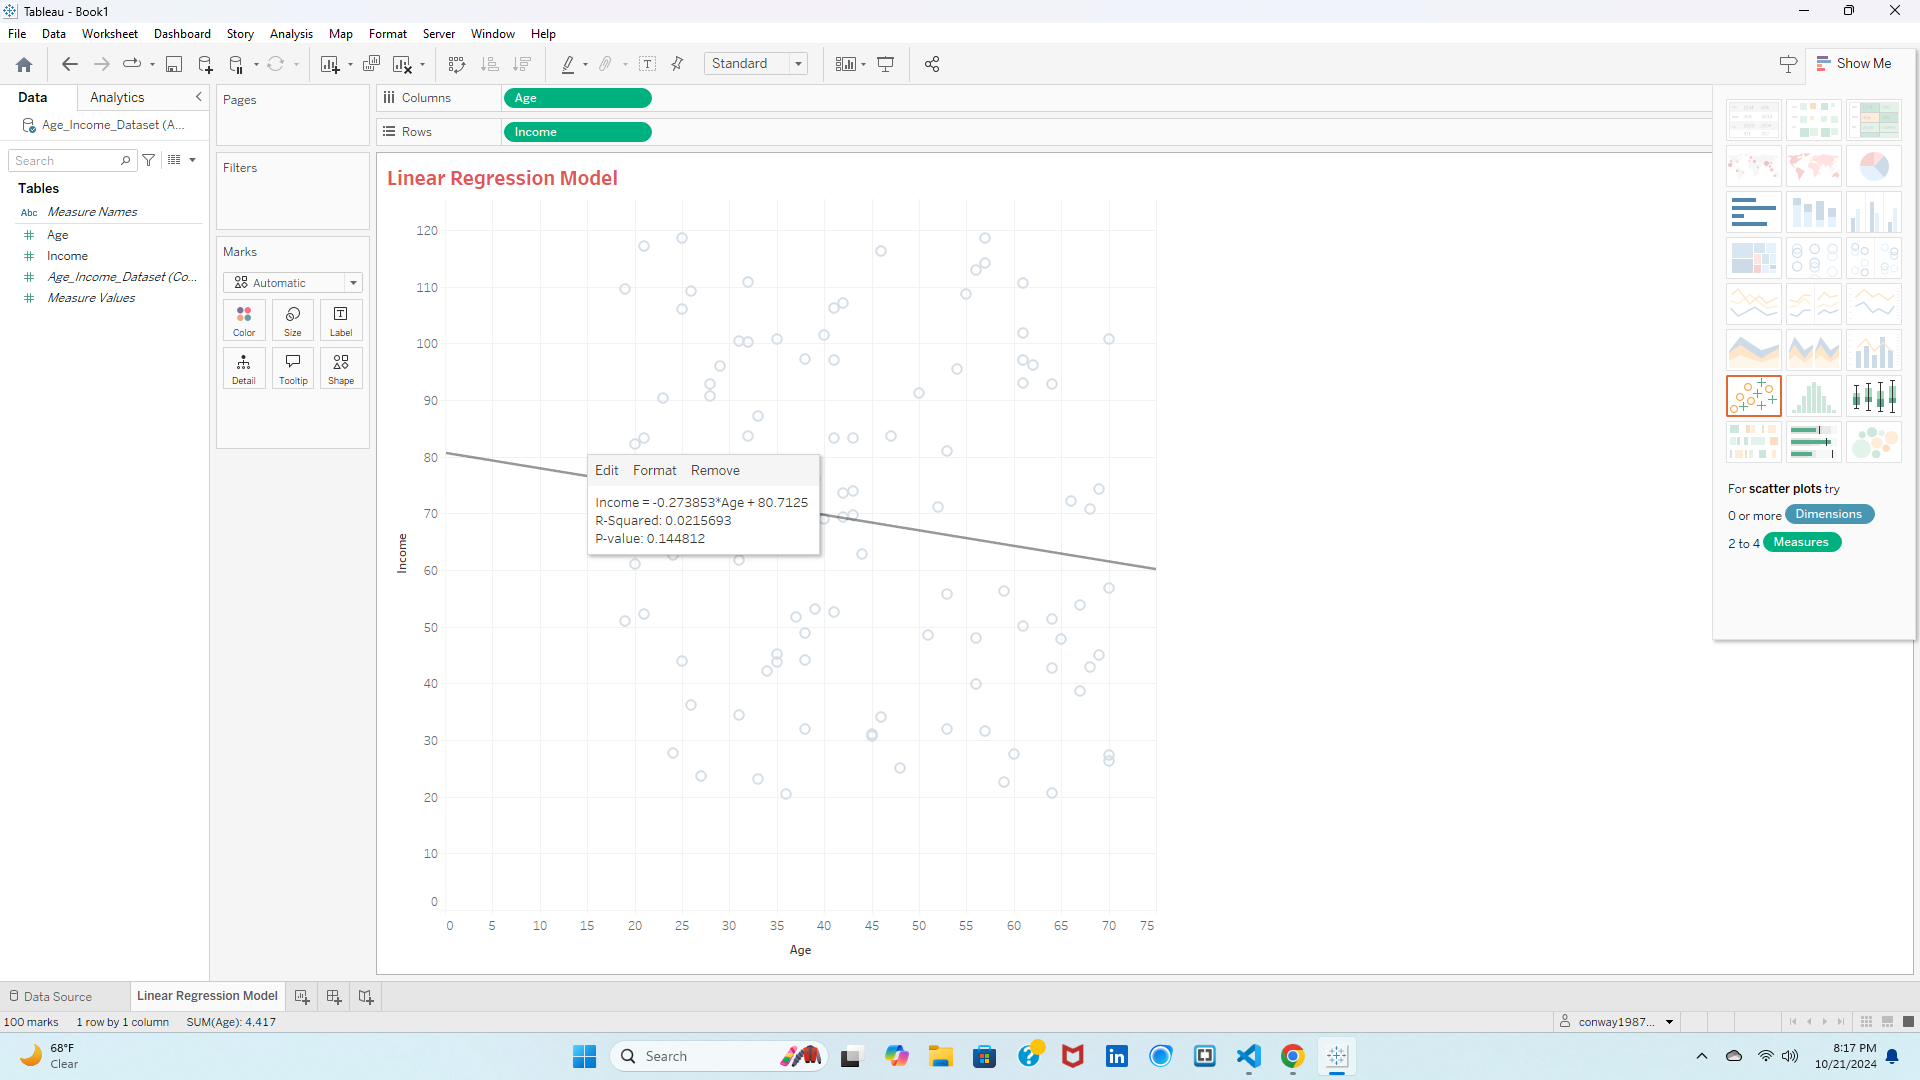 Tableau - Book1
File Data Worksheet Dashboard Story Analysis Map Format Server Window Help
Standard
Show Me
Data Analytics
Age_Income_Dataset (A...
Search
Tables
Abc Measure Names
Age
Income
Age_Income_Dataset (Co...
Measure Values
Pages
Filters
Marks
Automatic
Color Size Label
Detail Tooltip Shape
Columns Age
Rows Income
Linear Regression Model
120
110
100
90
80
70
60
50
40
30
20
10
0
Income
0 5 10 15 20 25 30 35 40 45 50 55 60 65 70 75
Age
Edit Format Remove
Income = -0.273853*Age + 80.7125
R-Squared: 0.0215693
P-value: 0.144812
For scatter plots try
0 or more Dimensions
2 to 4 Measures
Data Source Linear Regression Model
100 marks 1 row by 1 column SUM(Age): 4,417
conway1987...
68°F
Clear
Search
8:17 PM
10/21/2024